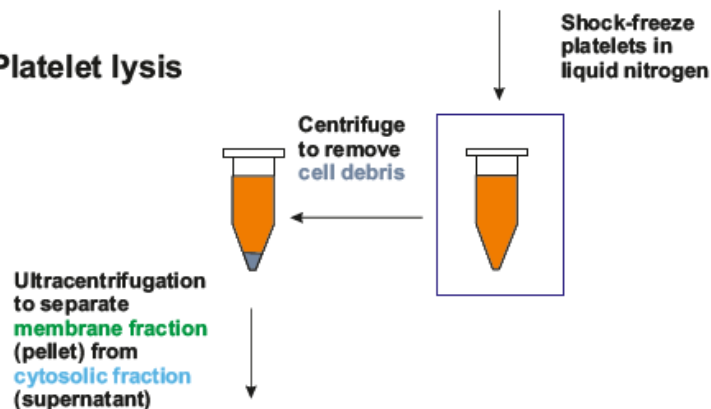 Platelet lysis
Shock-freeze
platelets in
liquid nitrogen
Centrifuge
to remove
cell debris
Ultracentrifugation
to separate
membrane fraction
(pellet) from
cytosolic fraction
(supernatant)